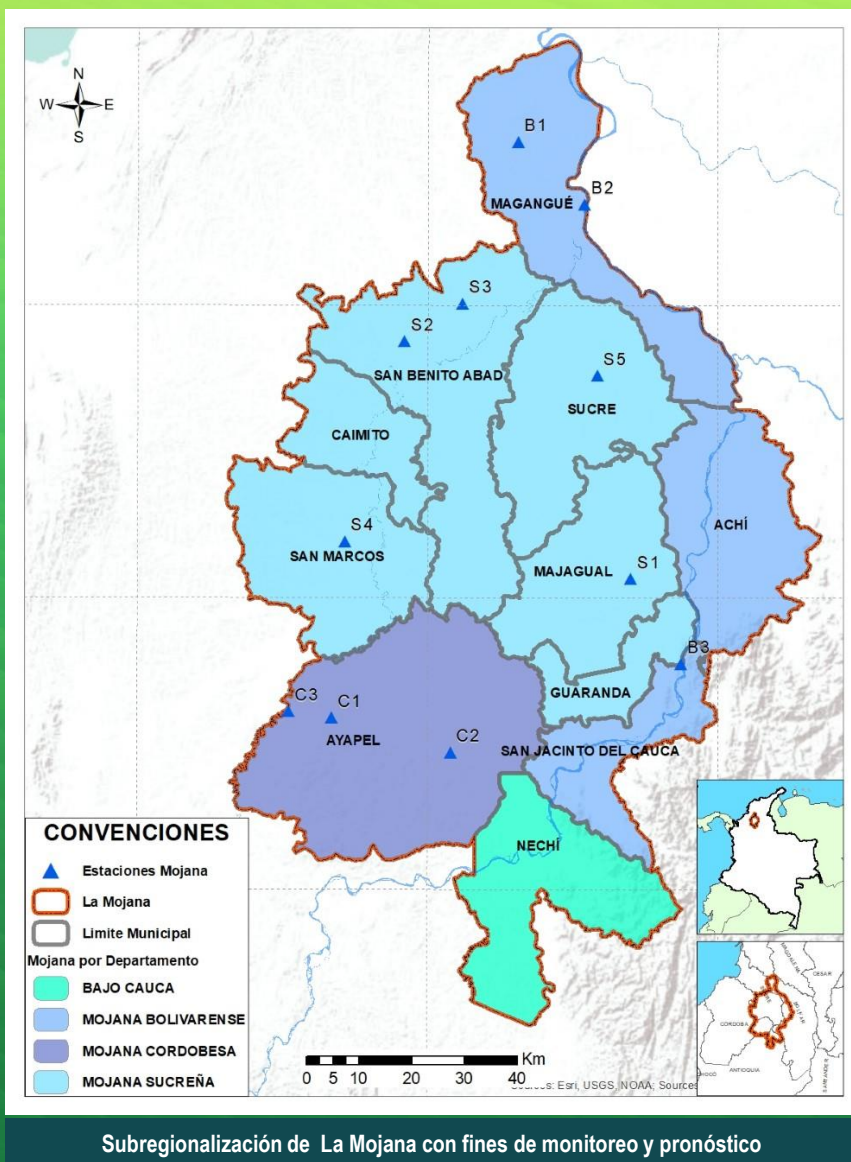 N
W E
S
B1
MAGANGUÉ
B2
S3
S2
SAN BENITO ABAD
S5
SUCRE
CAIMITO
ACHÍ
S4
SAN MARCOS
MAJAGUAL
S1
B3
GUARANDA
C3
C1
AYAPEL
C2
SAN JACINTO DEL CAUCA
NECHÍ
CONVENCIONES
Estaciones Mojana
La Mojana
Limite Municipal
Mojana por Departamento
BAJO CAUCA
MOJANA BOLIVARENSE
MOJANA CORDOBESA
MOJANA SUCREÑA
Km
0 5 10 20 30 40
Esri, USGS, NOAA; Sources
CESAR
CORDOBA
ANTIOQUIA
SANTANDER
Subregionalización de La Mojana con fines de monitoreo y pronóstico